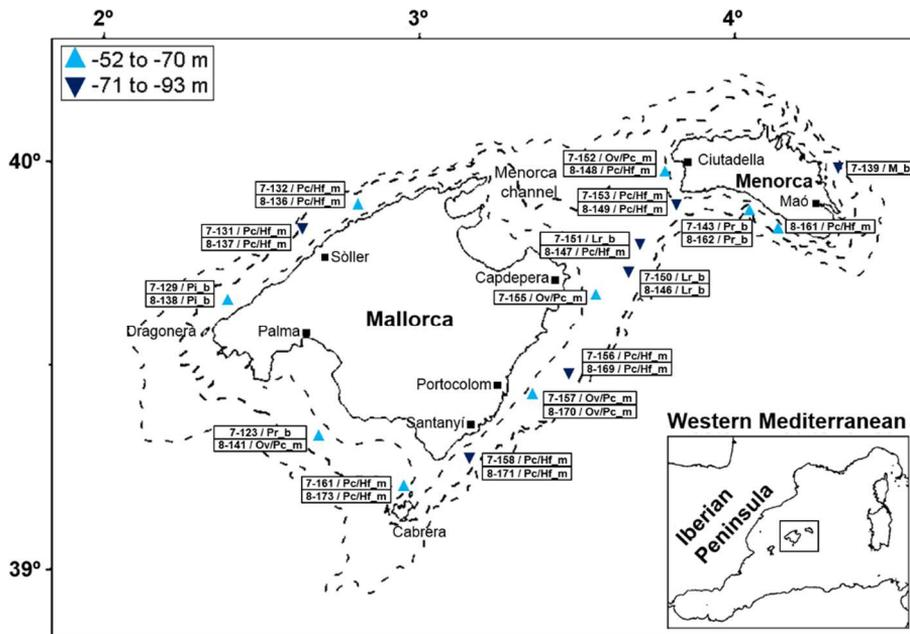 2º 3º 4º
-52 to -70 m
-71 to -93 m
40º
39º
7-152 / Ov/Pc_m
8-148 / Pc/Hf_m
Ciutadella
7-139 / M_b
Menorca
channel
Menorca
7-132 / Pc/Hf_m
8-136 / Pc/Hf_m
7-153 / Pc/Hf_m
8-149 / Pc/Hf_m
Maó
7-131 / Pc/Hf_m
8-137 / Pc/Hf_m
7-143 / Pr_b
8-162 / Pr_b
8-161 / Pc/Hf_m
7-151 / Lr_b
8-147 / Pc/Hf_m
Sòller
Capdepera
7-150 / Lr_b
8-146 / Lr_b
7-129 / Pi_b
8-138 / Pi_b
7-155 / Ov/Pc_m
Dragonera
Palma
Mallorca
7-156 / Pc/Hf_m
8-169 / Pc/Hf_m
Portocolom
7-157 / Ov/Pc_m
8-170 / Ov/Pc_m
Santanyí
7-123 / Pr_b
8-141 / Ov/Pc_m
7-158 / Pc/Hf_m
8-171 / Pc/Hf_m
7-161 / Pc/Hf_m
8-173 / Pc/Hf_m
Cabrera
Western Mediterranean
Iberian
Peninsula